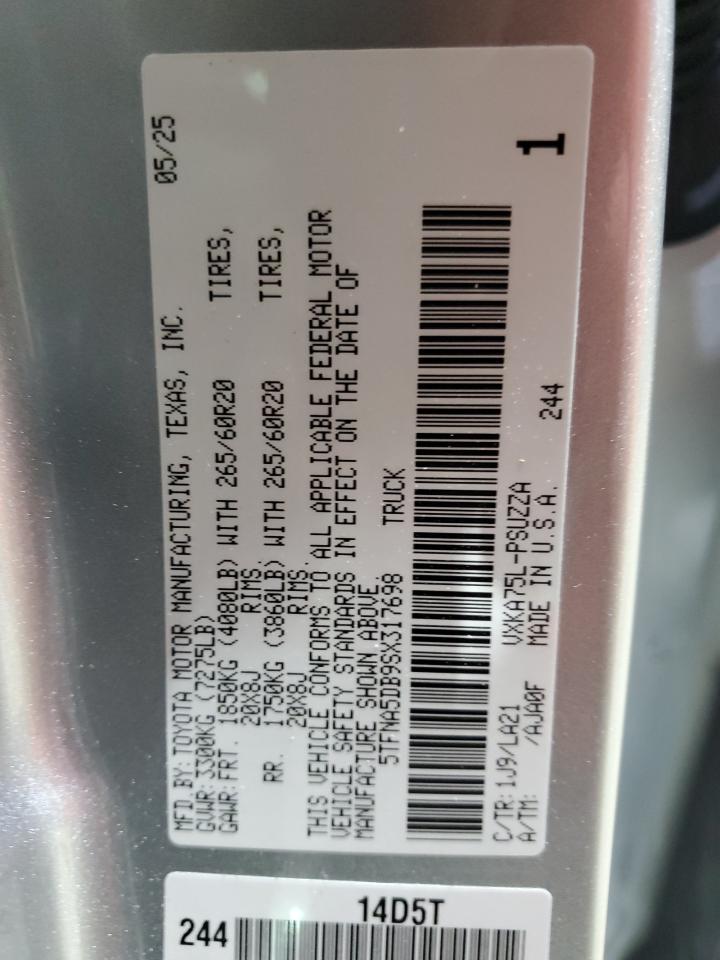 MFD BY: TOYOTA MOTOR MANUFACTURING, TEXAS, INC. 05/25
GVWR: 3300KG (7275LB)
GAWR: FRT. 1850KG (4080LB) WITH 265/60R20 TIRES,
20X8J RIMS.
RR. 1750KG (3860LB) WITH 265/60R20 TIRES,
20X8J RIMS.
THIS VEHICLE CONFORMS TO ALL APPLICABLE FEDERAL MOTOR
VEHICLE SAFETY STANDARDS IN EFFECT ON THE DATE OF
MANUFACTURE SHOWN ABOVE.
5TFNA5DB9SX317698 TRUCK
1
C/TR: 1J9/LA21 VXKA75L-PSUZZA
A/TM: /AJA0F MADE IN U.S.A. 244
14D5T
244